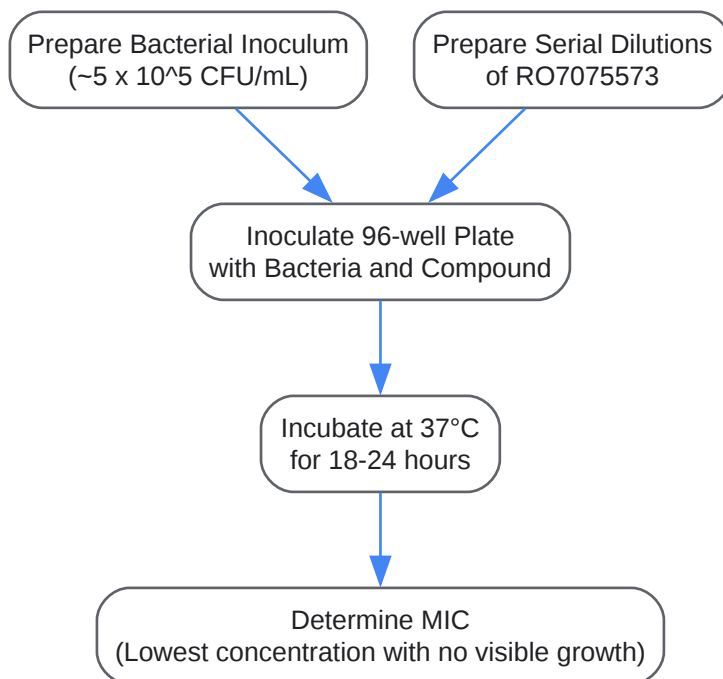 Prepare Bacterial Inoculum
(~5 x 10^5 CFU/mL)
Prepare Serial Dilutions
of RO7075573
Inoculate 96-well Plate
with Bacteria and Compound
Incubate at 37°C
for 18-24 hours
Determine MIC
(Lowest concentration with no visible growth)